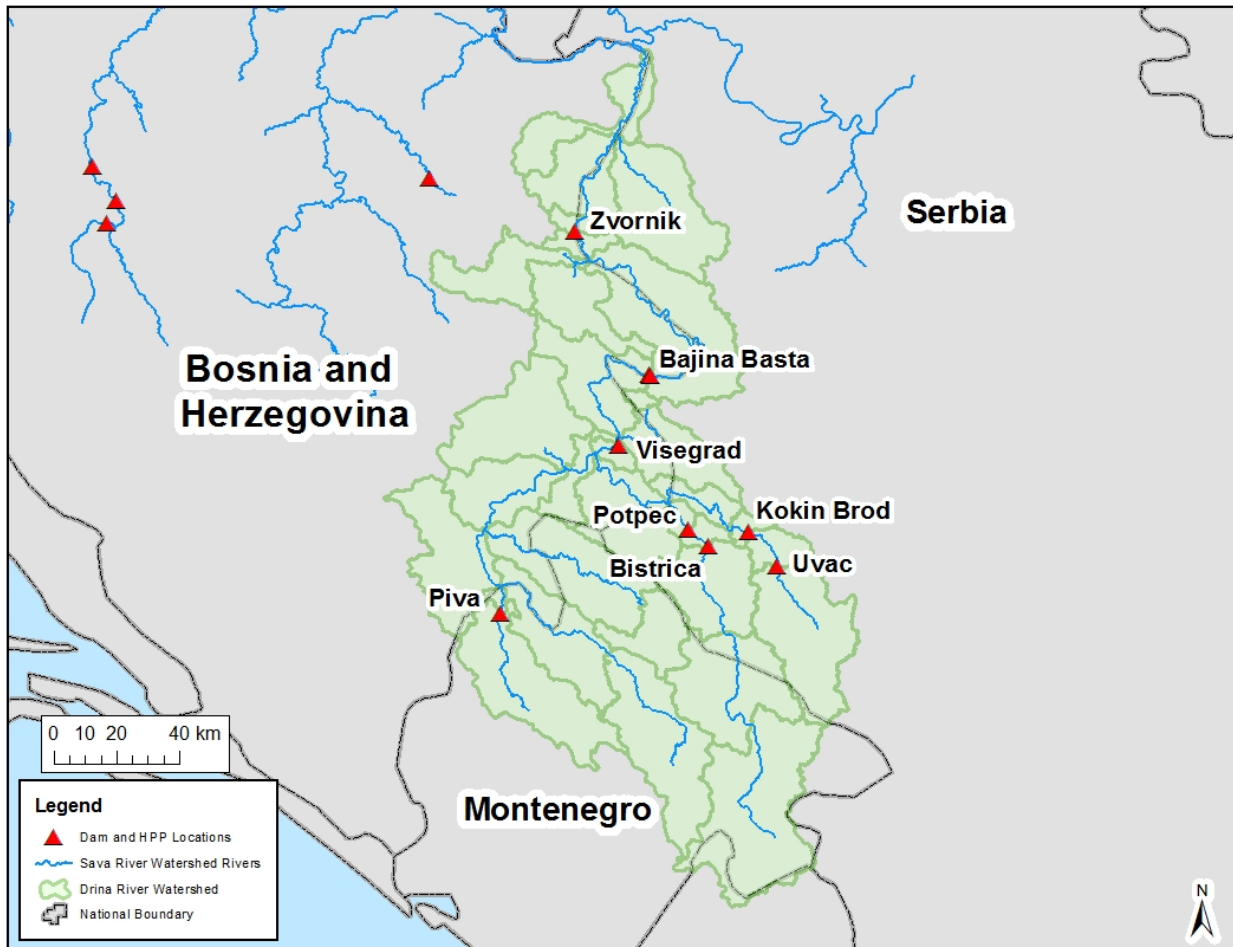 Serbia
Zvornik
Bosnia and
Herzegovina
Bajina Basta
Visegrad
Kokin Brod
Potpec
Bistrica
Uvac
Piva
Montenegro
0 10 20 40 km
Legend
Dam and HPP Locations
Sava River Watershed Rivers
Drina River Watershed
National Boundary
N